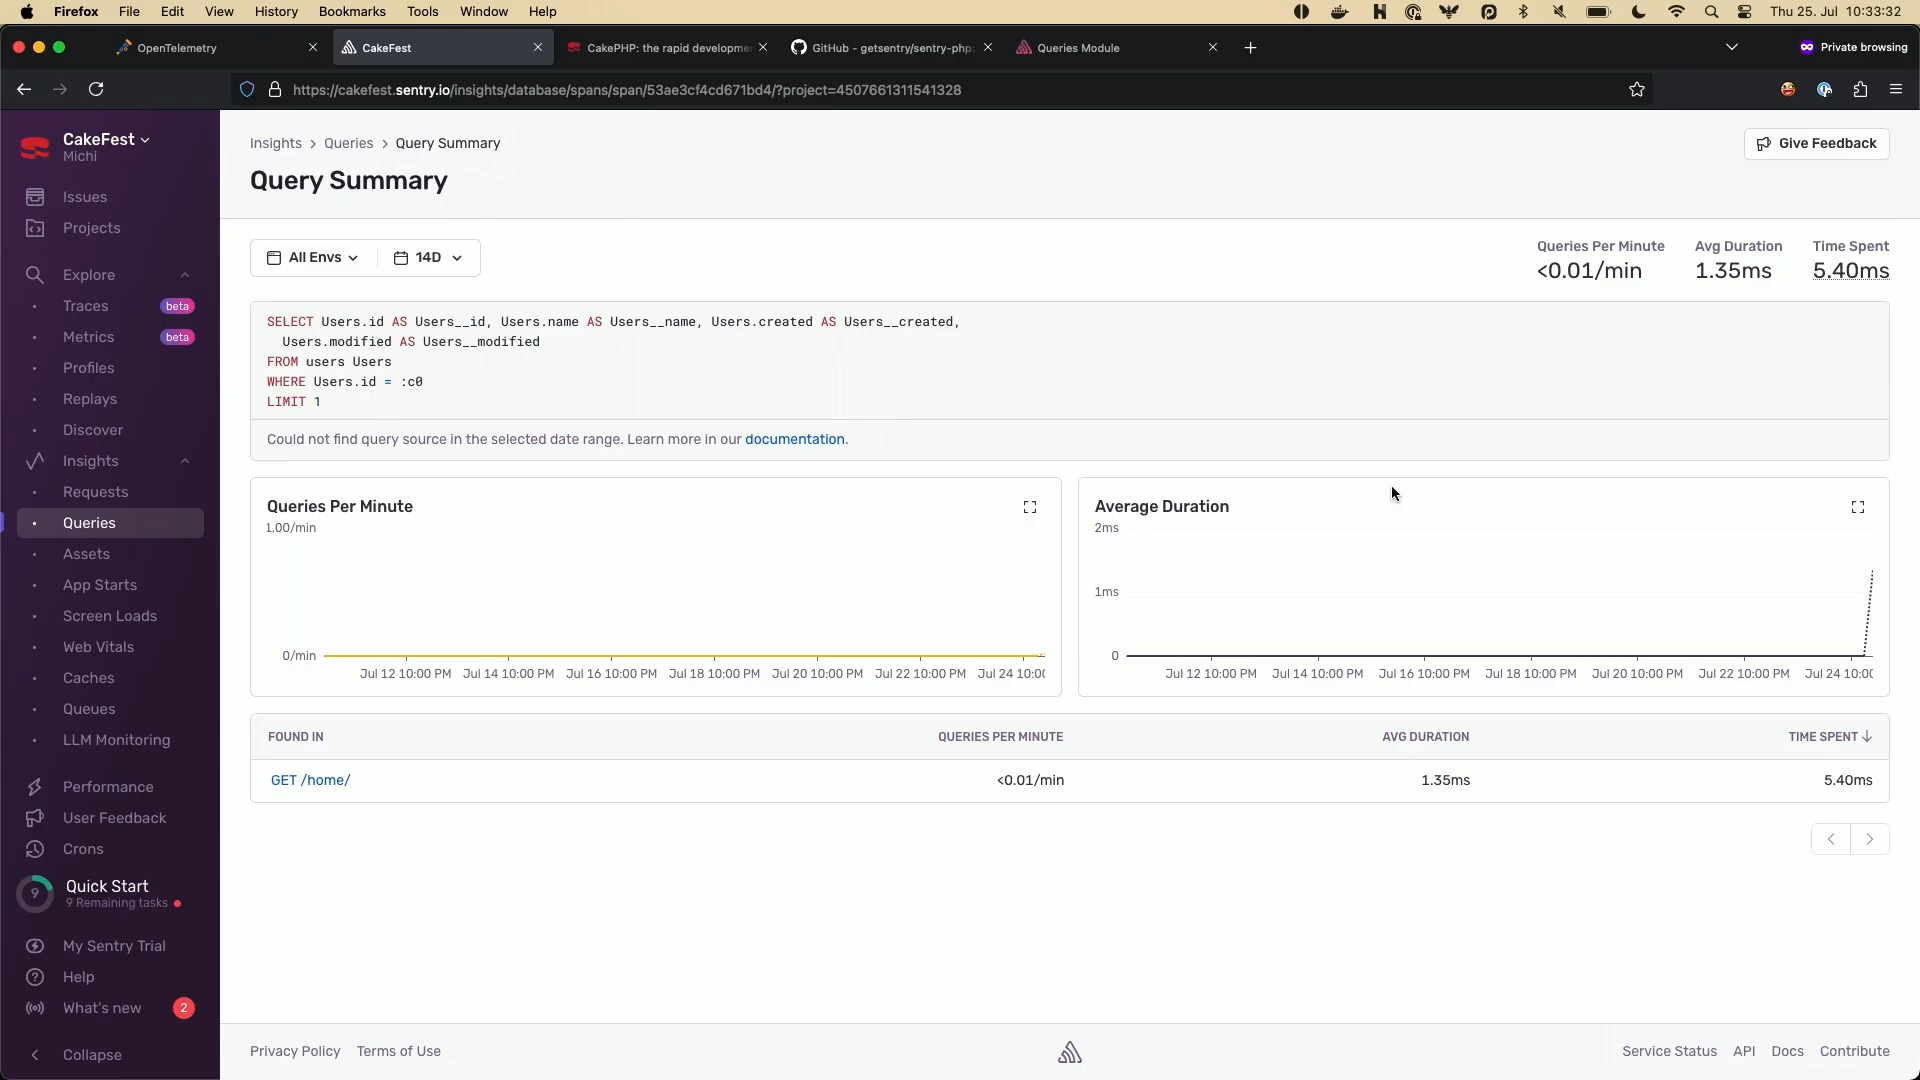 Firefox File Edit View History Bookmarks Tools Window Help Thu 25. Jul 10:33:32
OpenTelemetry CakeFest CakePHP: the rapid developme GitHub - getsentry/sentry-php: Queries Module Private browsing
https://cakefest.sentry.io/insights/database/spans/span/53ae3cf4cd671bd4/?project=4507661311541328
CakeFest
Michi
Issues
Projects
Explore
Traces beta
Metrics beta
Profiles
Replays
Discover
Insights
Requests
Queries
Assets
App Starts
Screen Loads
Web Vitals
Caches
Queues
LLM Monitoring
Performance
User Feedback
Crons
9 Quick Start
9 Remaining tasks
My Sentry Trial
Help
What's new 2
Collapse
Insights > Queries > Query Summary
Give Feedback
Query Summary
All Envs 14D
Queries Per Minute Avg Duration Time Spent
<0.01/min 1.35ms 5.40ms
SELECT Users.id AS Users__id, Users.name AS Users__name, Users.created AS Users__created,
Users.modified AS Users__modified
FROM users Users
WHERE Users.id = :c0
LIMIT 1
Could not find query source in the selected date range. Learn more in our documentation.
Queries Per Minute
1.00/min
0/min
Jul 12 10:00 PM Jul 14 10:00 PM Jul 16 10:00 PM Jul 18 10:00 PM Jul 20 10:00 PM Jul 22 10:00 PM Jul 24 10:00
Average Duration
2ms
1ms
0
Jul 12 10:00 PM Jul 14 10:00 PM Jul 16 10:00 PM Jul 18 10:00 PM Jul 20 10:00 PM Jul 22 10:00 PM Jul 24 10:00
FOUND IN QUERIES PER MINUTE AVG DURATION TIME SPENT
GET /home/ <0.01/min 1.35ms 5.40ms
Privacy Policy Terms of Use Service Status API Docs Contribute